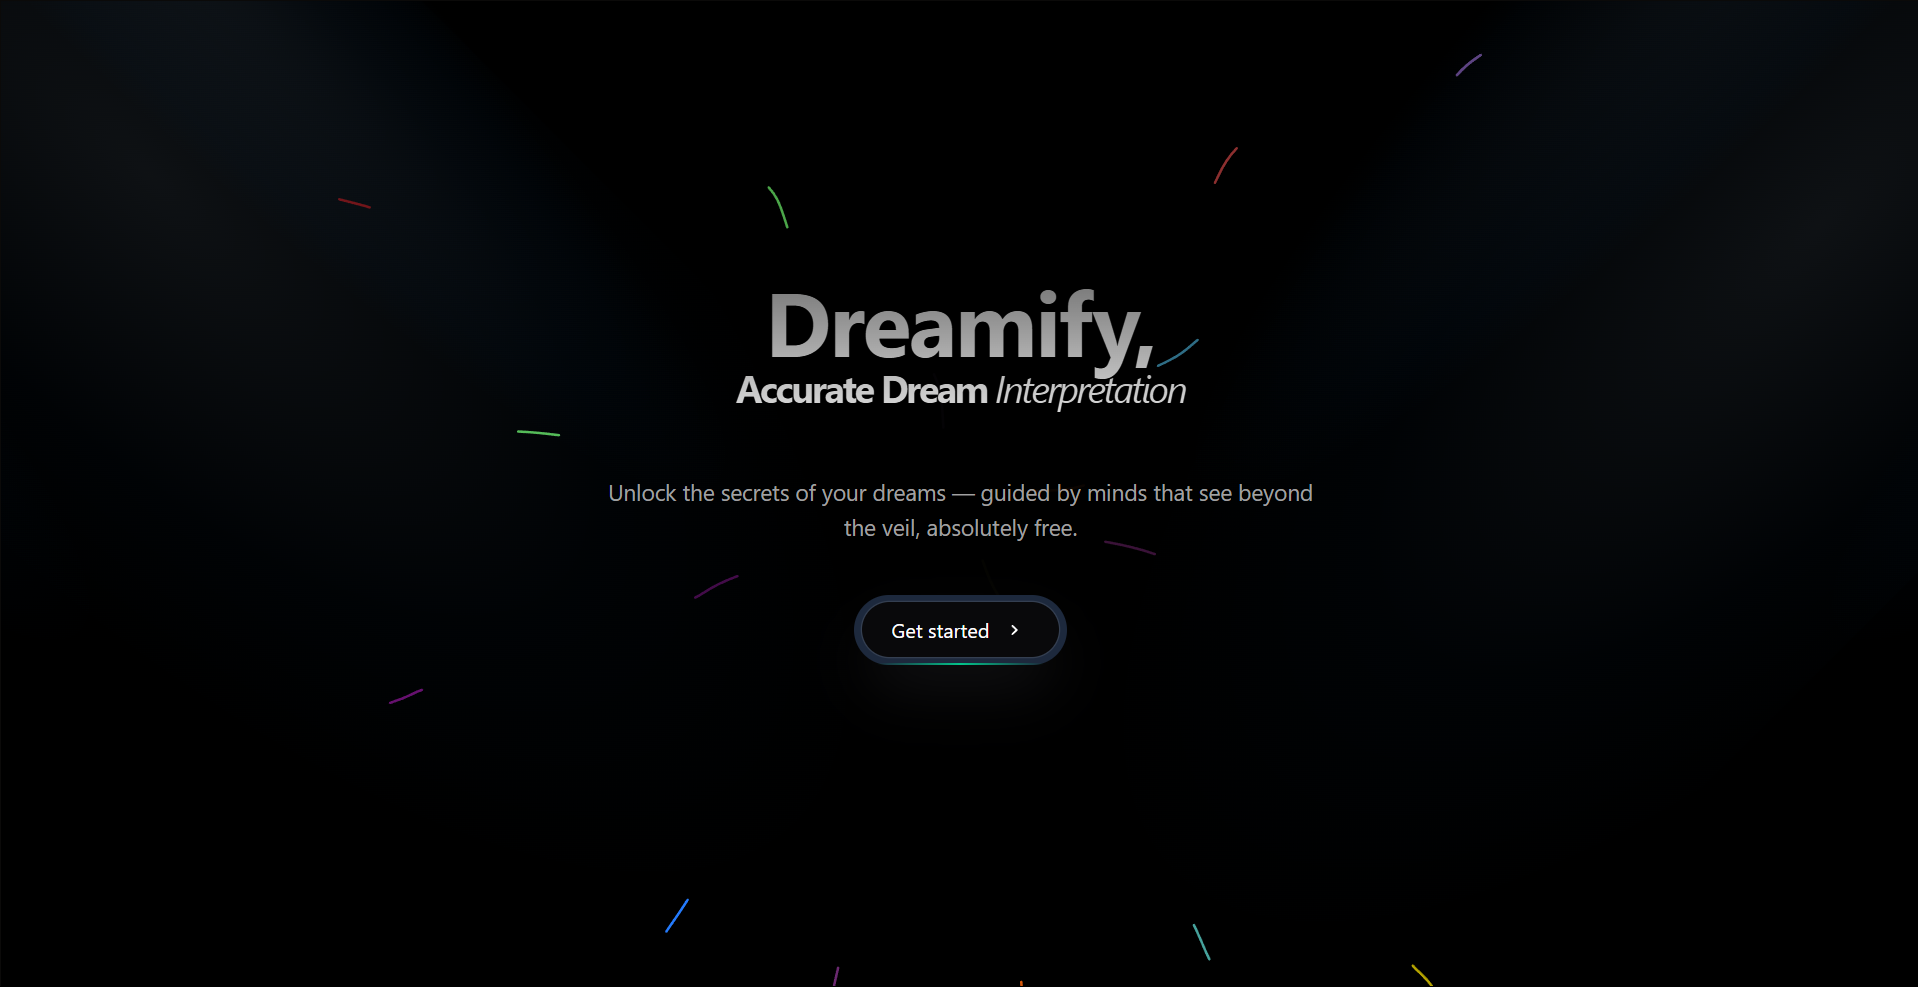 Dreamify,
Accurate Dream Interpretation
Unlock the secrets of your dreams — guided by minds that see beyond
the veil, absolutely free.
Get started